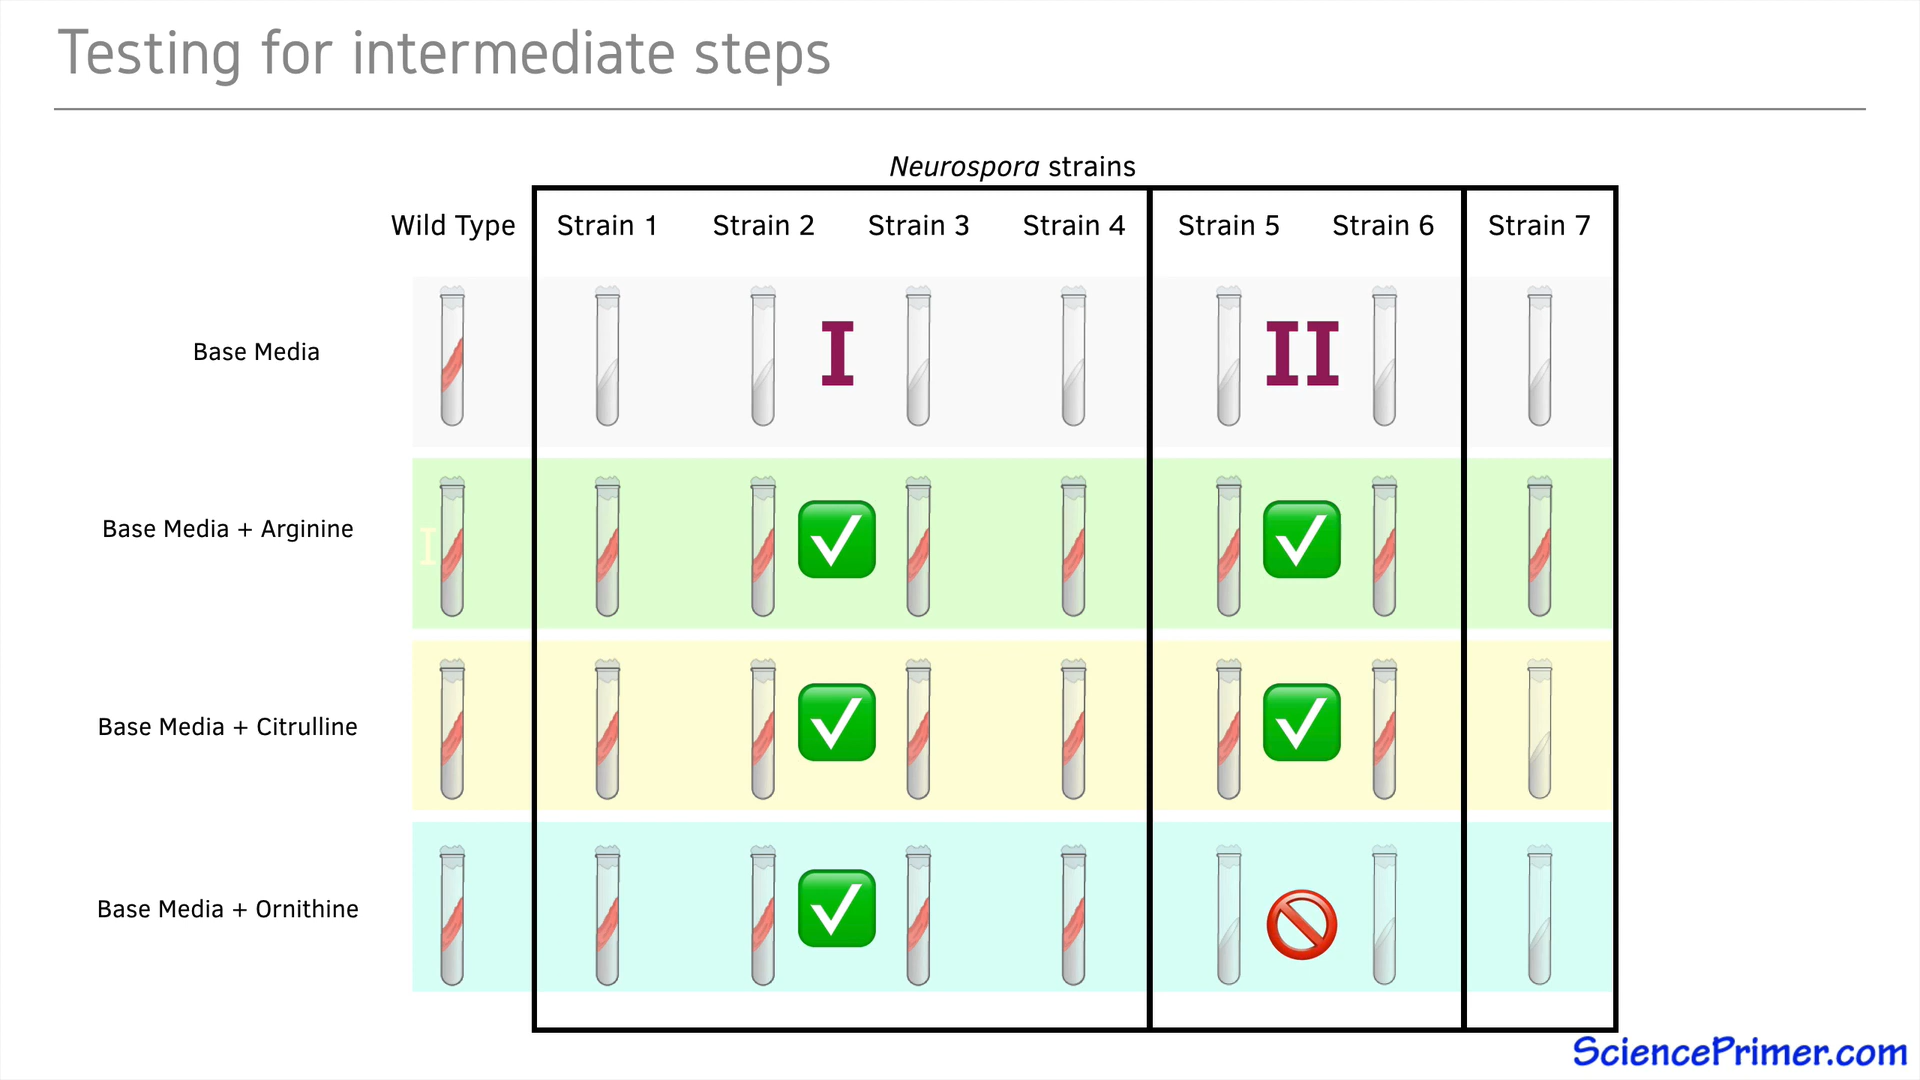 Testing for intermediate steps
Neurospora strains
Wild Type Strain 1 Strain 2 Strain 3 Strain 4 Strain 5 Strain 6 Strain 7
Base Media I II
Base Media + Arginine I
Base Media + Citrulline
Base Media + Ornithine
SciencePrimer.com